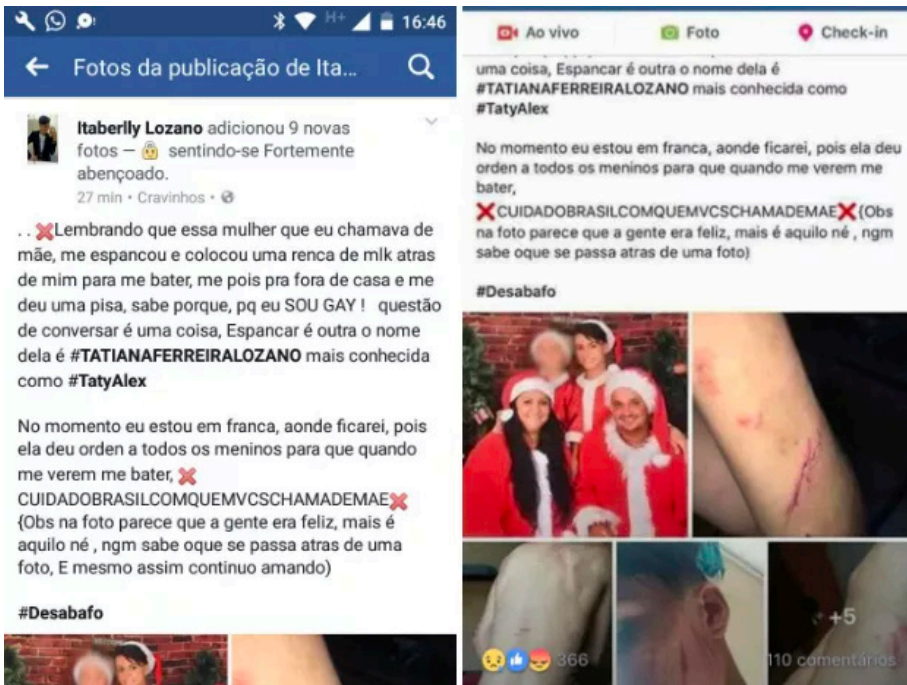 H+ 16:46
Fotos da publicação de Ita...
Itaberlly Lozano adicionou 9 novas
fotos — sentindo-se Fortemente
abençoado.
27 min · Cravinhos ·
. . ❌Lembrando que essa mulher que eu chamava de
mãe, me espancou e colocou uma renca de mlk atras
de mim para me bater, me pois pra fora de casa e me
deu uma pisa, sabe porque, pq eu SOU GAY ! questão
de conversar é uma coisa, Espancar é outra o nome
dela é #TATIANAFERREIRALOZANO mais conhecida
como #TatyAlex
No momento eu estou em franca, aonde ficarei, pois
ela deu orden a todos os meninos para que quando
me verem me bater, ❌
CUIDADOBRASILCOMQUEMVCSCHAMADEMAE❌
{Obs na foto parece que a gente era feliz, mais é
aquilo né , ngm sabe oque se passa atras de uma
foto, E mesmo assim continuo amando)
#Desabafo
Ao vivo Foto Check-in
uma coisa, Espancar é outra o nome dela é
#TATIANAFERREIRALOZANO mais conhecida como
#TatyAlex
No momento eu estou em franca, aonde ficarei, pois ela deu
orden a todos os meninos para que quando me verem me
bater,
❌CUIDADOBRASILCOMQUEMVCSCHAMADEMAE❌{Obs
na foto parece que a gente era feliz, mais é aquilo né , ngm
sabe oque se passa atras de uma foto)
#Desabafo
+5
366
110 comentários